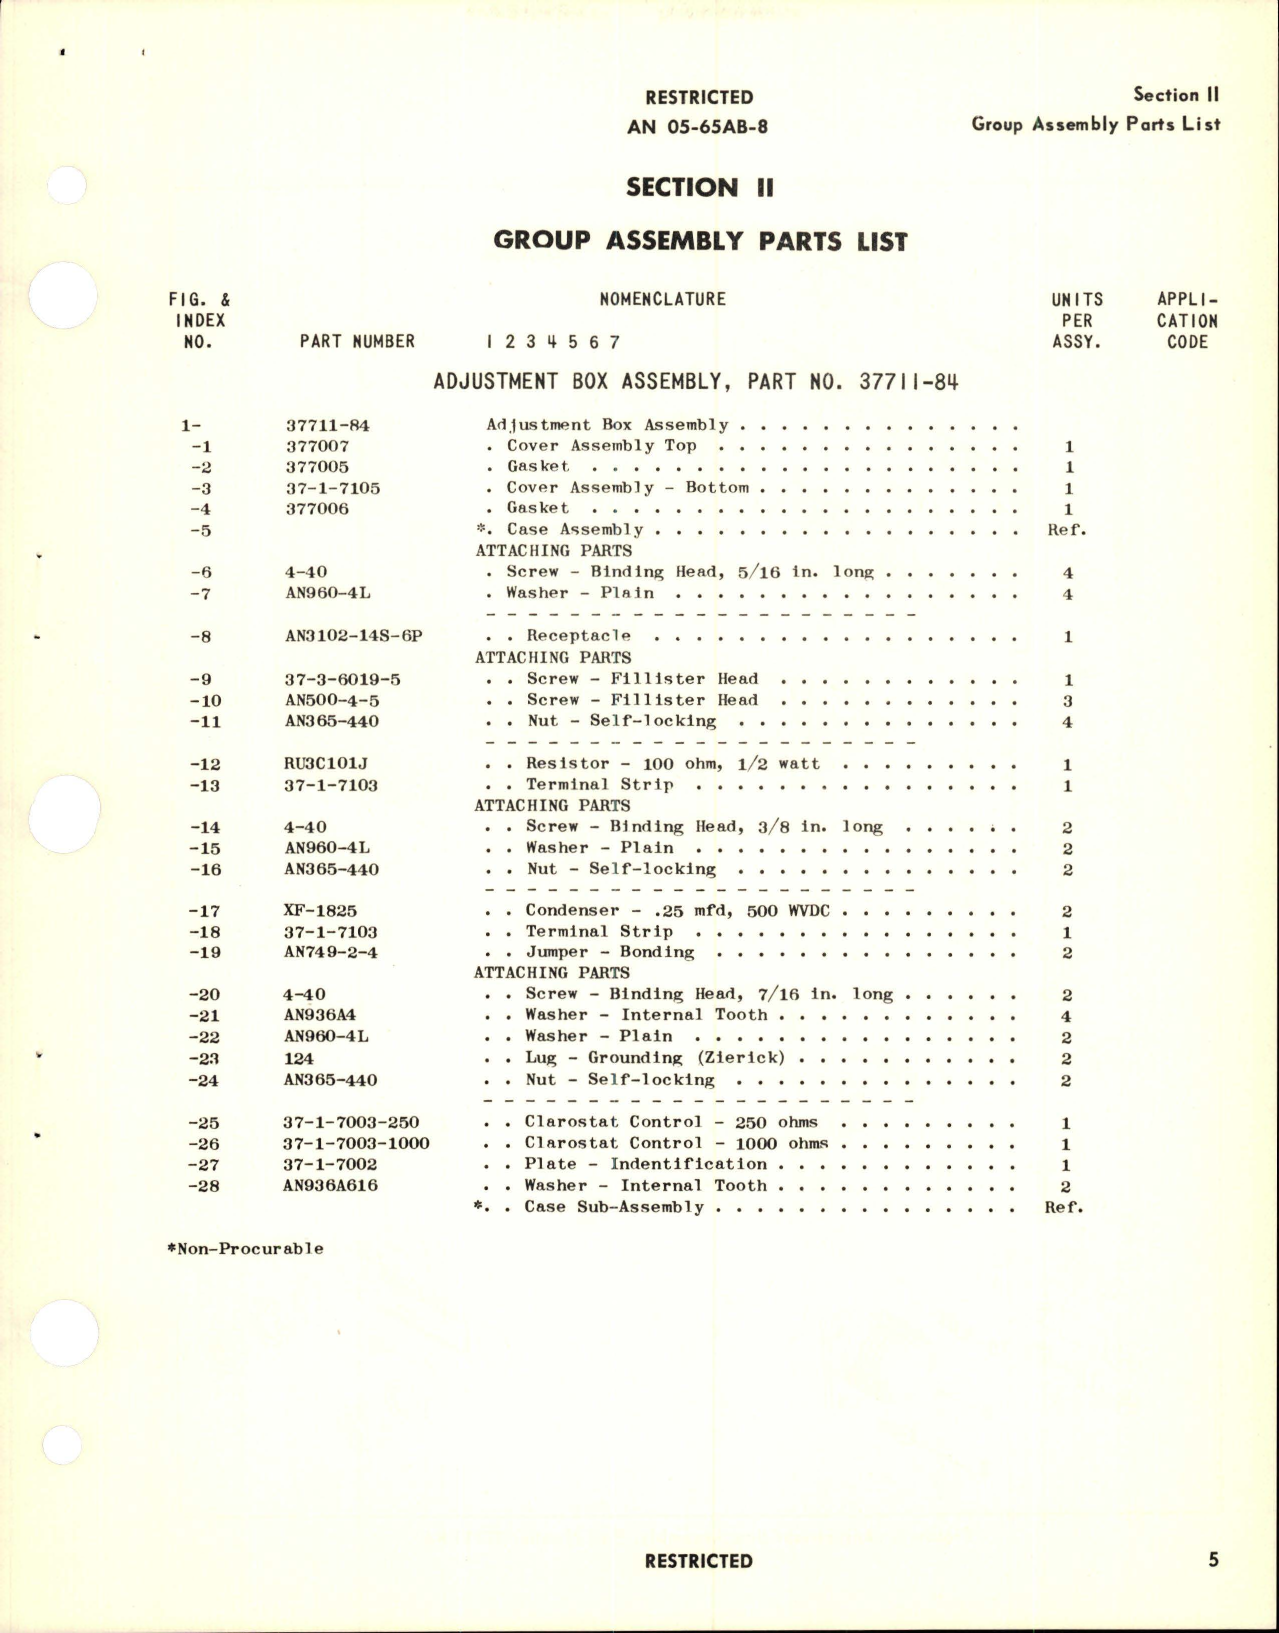 RESTRICTED
AN 05-65AB-8
Section II
Group Assembly Parts List
SECTION II
GROUP ASSEMBLY PARTS LIST
FIG. & INDEX NO. PART NUMBER NOMENCLATURE 1 2 3 4 5 6 7 UNITS PER ASSY. APPLI-CATION CODE
ADJUSTMENT BOX ASSEMBLY, PART NO. 37711-84
1- 37711-84 Adjustment Box Assembly . . . . . . . . . . . . . .
-1 377007 . Cover Assembly Top . . . . . . . . . . . . . . . 1
-2 377005 . Gasket . . . . . . . . . . . . . . . . . . . . . 1
-3 37-1-7105 . Cover Assembly - Bottom . . . . . . . . . . . . . 1
-4 377006 . Gasket . . . . . . . . . . . . . . . . . . . . . 1
-5 *. Case Assembly . . . . . . . . . . . . . . . . . . Ref.
ATTACHING PARTS
-6 4-40 . Screw - Binding Head, 5/16 in. long . . . . . . . 4
-7 AN960-4L . Washer - Plain . . . . . . . . . . . . . . . . . 4
- - - - - - - - - - - - - - - - - - - - -
-8 AN3102-14S-6P . . Receptacle . . . . . . . . . . . . . . . . . . 1
ATTACHING PARTS
-9 37-3-6019-5 . . Screw - Fillister Head . . . . . . . . . . . . 1
-10 AN500-4-5 . . Screw - Fillister Head . . . . . . . . . . . . 3
-11 AN365-440 . . Nut - Self-locking . . . . . . . . . . . . . . 4
- - - - - - - - - - - - - - - - - - - - -
-12 RU3C101J . . Resistor - 100 ohm, 1/2 watt . . . . . . . . . 1
-13 37-1-7103 . . Terminal Strip . . . . . . . . . . . . . . . . 1
ATTACHING PARTS
-14 4-40 . . Screw - Binding Head, 3/8 in. long . . . . . . 2
-15 AN960-4L . . Washer - Plain . . . . . . . . . . . . . . . . 2
-16 AN365-440 . . Nut - Self-locking . . . . . . . . . . . . . . 2
- - - - - - - - - - - - - - - - - - - - -
-17 XF-1825 . . Condenser - .25 mfd, 500 WVDC . . . . . . . . . 2
-18 37-1-7103 . . Terminal Strip . . . . . . . . . . . . . . . . 1
-19 AN749-2-4 . . Jumper - Bonding . . . . . . . . . . . . . . . 2
ATTACHING PARTS
-20 4-40 . . Screw - Binding Head, 7/16 in. long . . . . . . 2
-21 AN936A4 . . Washer - Internal Tooth . . . . . . . . . . . . 4
-22 AN960-4L . . Washer - Plain . . . . . . . . . . . . . . . . 2
-23 124 . . Lug - Grounding (Zierick) . . . . . . . . . . . 2
-24 AN365-440 . . Nut - Self-locking . . . . . . . . . . . . . . 2
- - - - - - - - - - - - - - - - - - - - -
-25 37-1-7003-250 . . Clarostat Control - 250 ohms . . . . . . . . . 1
-26 37-1-7003-1000 . . Clarostat Control - 1000 ohms . . . . . . . . . 1
-27 37-1-7002 . . Plate - Indentification . . . . . . . . . . . . 1
-28 AN936A616 . . Washer - Internal Tooth . . . . . . . . . . . . 2
*. . Case Sub-Assembly . . . . . . . . . . . . . . . Ref.
*Non-Procurable
RESTRICTED
5